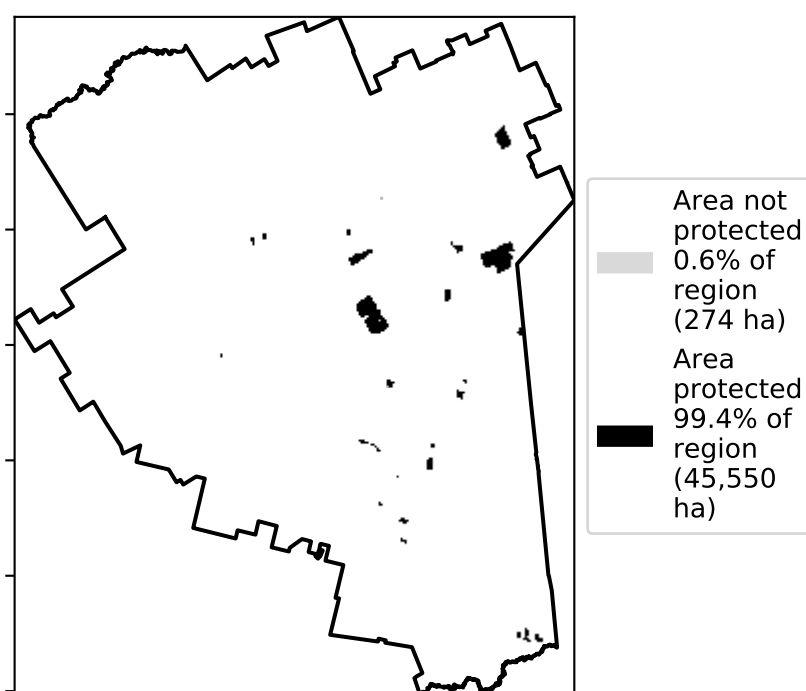 Area not
protected
0.6% of
region
(274 ha)
Area
protected
99.4% of
region
(45,550
ha)